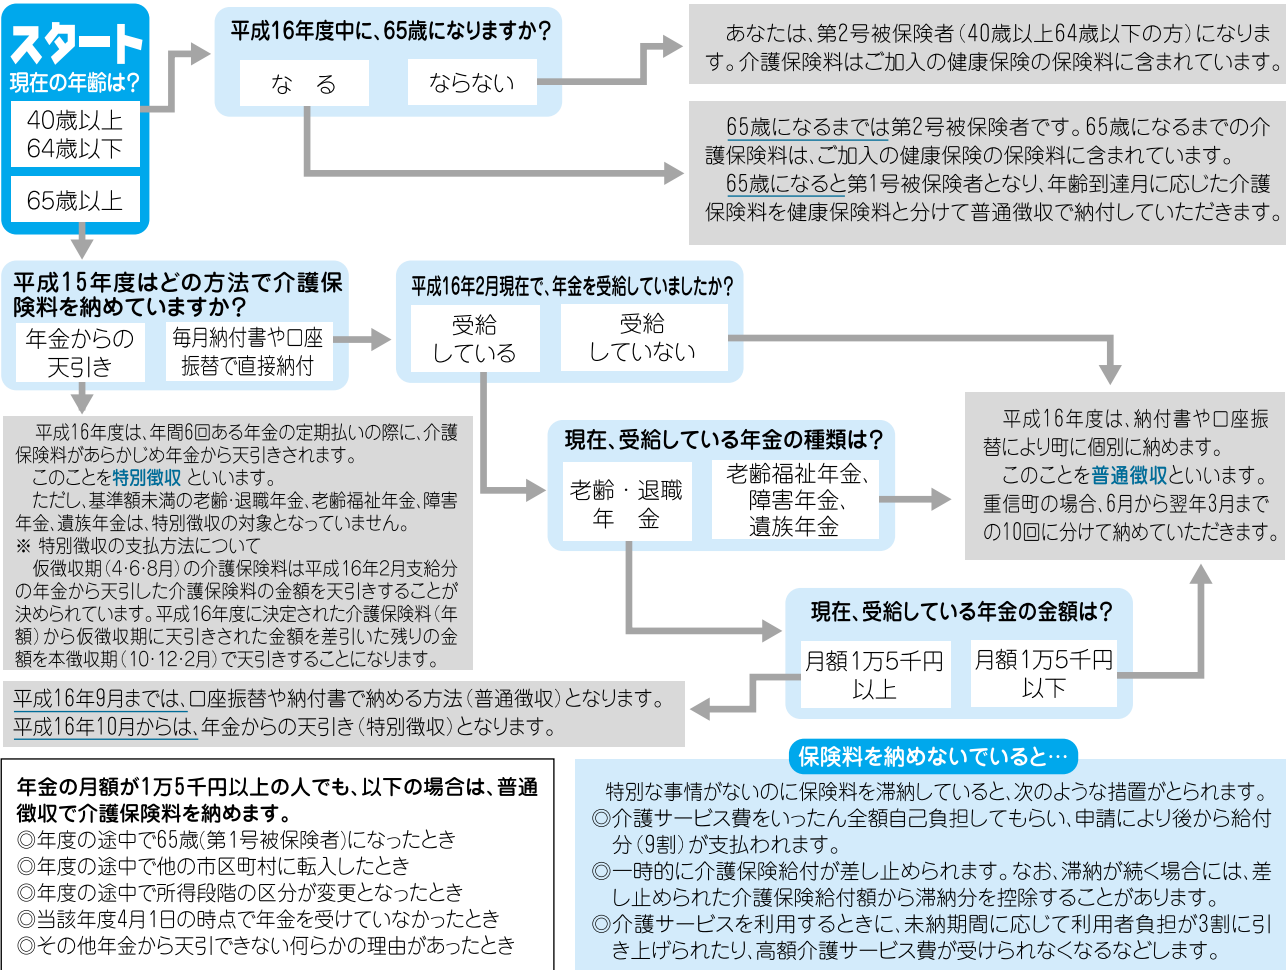 スタート
現在の年齢は？
40歳以上
64歳以下
65歳以上
平成16年度中に、65歳になりますか？
な　る
ならない
あなたは、第2号被保険者（40歳以上64歳以下の方）になりま
す。介護保険料はご加入の健康保険の保険料に含まれています。
65歳になるまでは第2号被保険者です。65歳になるまでの介
護保険料は、ご加入の健康保険の保険料に含まれています。
65歳になると第1号被保険者となり、年齢到達月に応じた介護
保険料を健康保険料と分けて普通徴収で納付していただきます。
平成15年度はどの方法で介護保
険料を納めていますか？
年金からの
天引き
毎月納付書や口座
振替で直接納付
平成16年2月現在で、年金を受給していましたか？
受給
している
受給
していない
平成16年度は、年間6回ある年金の定期払いの際に、介護
保険料があらかじめ年金から天引きされます。
このことを特別徴収 といいます。
ただし、基準額未満の老齢・退職年金、老齢福祉年金、障害
年金、遺族年金は、特別徴収の対象となっていません。
※ 特別徴収の支払方法について
仮徴収期（4・6・8月）の介護保険料は平成16年2月支給分
の年金から天引した介護保険料の金額を天引きすることが
決められています。平成16年度に決定された介護保険料（年
額）から仮徴収期に天引きされた金額を差引いた残りの金
額を本徴収期（10・12・2月）で天引きすることになります。
現在、受給している年金の種類は？
老齢・退職
年　金
老齢福祉年金、
障害年金、
遺族年金
平成16年度は、納付書や口座振
替により町に個別に納めます。
このことを普通徴収といいます。
重信町の場合、6月から翌年3月まで
の10回に分けて納めていただきます。
現在、受給している年金の金額は？
月額1万5千円
以上
月額1万5千円
以下
平成16年9月までは、口座振替や納付書で納める方法（普通徴収）となります。
平成16年10月からは、年金からの天引き（特別徴収）となります。
年金の月額が1万5千円以上の人でも、以下の場合は、普通
徴収で介護保険料を納めます。
◎年度の途中で65歳（第1号被保険者）になったとき
◎年度の途中で他の市区町村に転入したとき
◎年度の途中で所得段階の区分が変更となったとき
◎当該年度4月1日の時点で年金を受けていなかったとき
◎その他年金から天引できない何らかの理由があったとき
保険料を納めないでいると…
特別な事情がないのに保険料を滞納していると、次のような措置がとられます。
◎介護サービス費をいったん全額自己負担してもらい、申請により後から給付
分（9割）が支払われます。
◎一時的に介護保険給付が差し止められます。なお、滞納が続く場合には、差
し止められた介護保険給付額から滞納分を控除することがあります。
◎介護サービスを利用するときに、未納期間に応じて利用者負担が3割に引
き上げられたり、高額介護サービス費が受けられなくなるなどします。